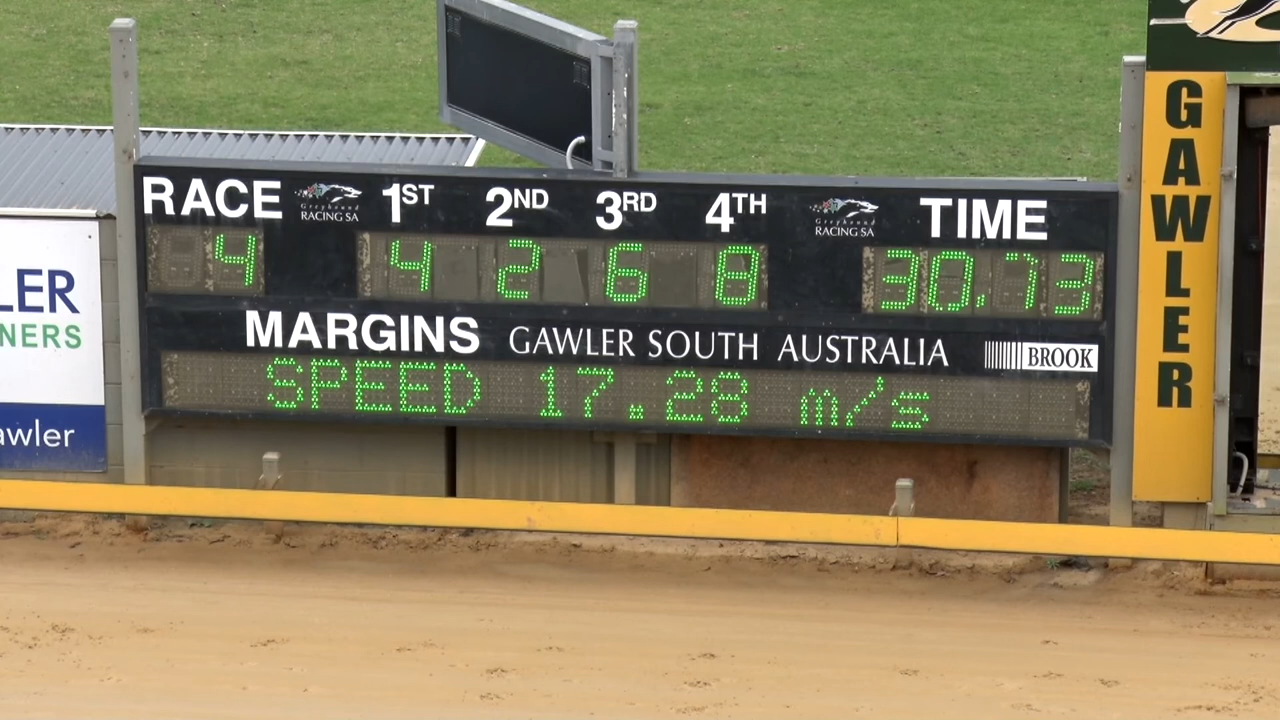 RACE Greyhound RACING SA 1ST 2ND 3RD 4TH Greyhound RACING SA TIME
4 4 2 6 8 30.73
MARGINS GAWLER SOUTH AUSTRALIA BROOK
SPEED 17.28 m/s
GAWLER
LER
NERS
awler